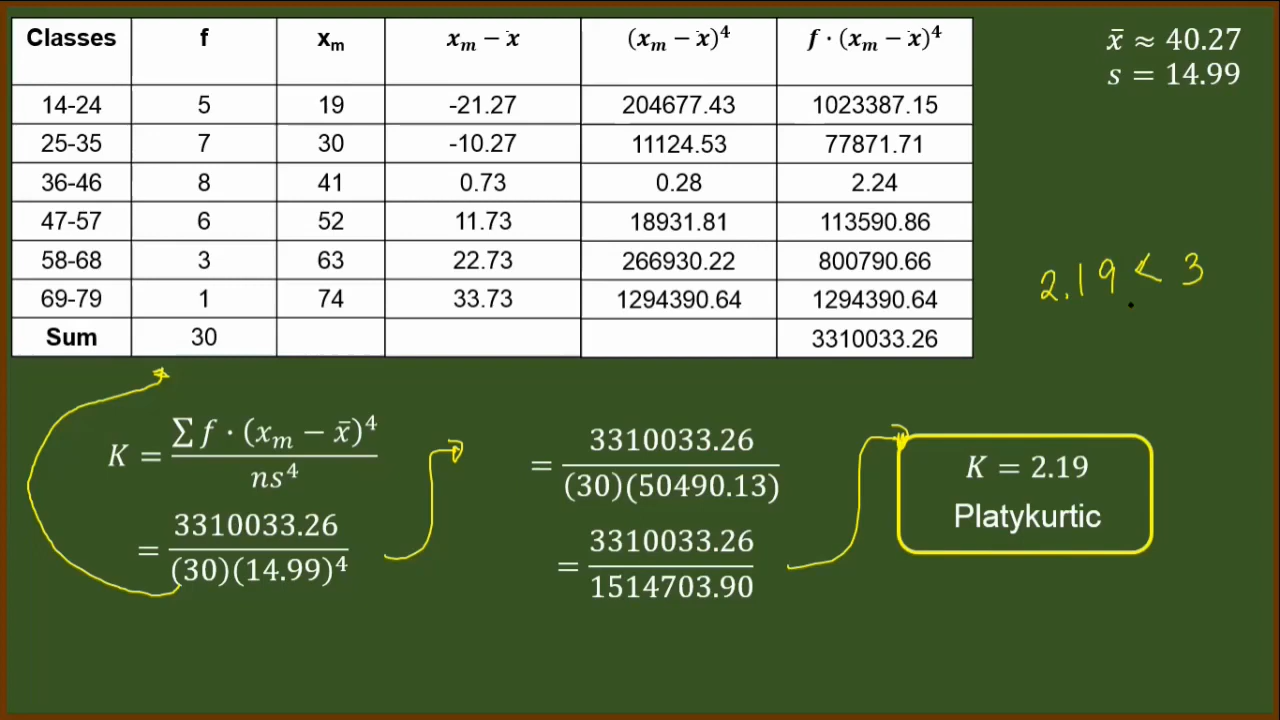 Classes f xₘ 𝒙ₘ − 𝒙̄ (𝒙ₘ − 𝒙̄)⁴ 𝒇 · (𝒙ₘ − 𝒙̄)⁴
14-24 5 19 -21.27 204677.43 1023387.15
25-35 7 30 -10.27 11124.53 77871.71
36-46 8 41 0.73 0.28 2.24
47-57 6 52 11.73 18931.81 113590.86
58-68 3 63 22.73 266930.22 800790.66
69-79 1 74 33.73 1294390.64 1294390.64
Sum 30 3310033.26
x̄ ≈ 40.27
s = 14.99
2.19 < 3
K = ∑ f · (xₘ − x̄)⁴ / ns⁴
= 3310033.26 / (30)(14.99)⁴
= 3310033.26 / (30)(50490.13)
= 3310033.26 / 1514703.90
K = 2.19
Platykurtic